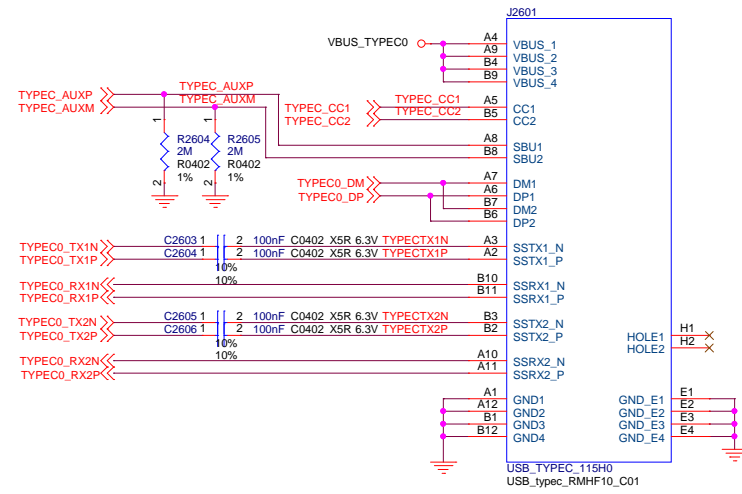 J2601
VBUS_TYPEC0
A4 VBUS_1
A9 VBUS_2
B4 VBUS_3
B9 VBUS_4
TYPEC_AUXP TYPEC_AUXP
TYPEC_AUXM TYPEC_AUXM
TYPEC_CC1 TYPEC_CC1 A5 CC1
TYPEC_CC2 TYPEC_CC2 B5 CC2
1 1
R2604 R2605
2M 2M
R0402 R0402
1% 1%
2 2
A8 SBU1
B8 SBU2
TYPEC0_DM A7 DM1
TYPEC0_DP A6 DP1
B7 DM2
B6 DP2
TYPEC0_TX1N C2603 1 2 100nF C0402 X5R 6.3V TYPECTX1N A3 SSTX1_N
TYPEC0_TX1P C2604 1 2 100nF C0402 X5R 6.3V TYPECTX1P A2 SSTX1_P
10%
10%
TYPEC0_RX1N B10 SSRX1_N
TYPEC0_RX1P B11 SSRX1_P
TYPEC0_TX2N C2605 1 2 100nF C0402 X5R 6.3V TYPECTX2N B3 SSTX2_N
TYPEC0_TX2P C2606 1 2 100nF C0402 X5R 6.3V TYPECTX2P B2 SSTX2_P
10%
10%
HOLE1 H1
HOLE2 H2
TYPEC0_RX2N A10 SSRX2_N
TYPEC0_RX2P A11 SSRX2_P
A1 GND1 GND_E1 E1
A12 GND2 GND_E2 E2
B1 GND3 GND_E3 E3
B12 GND4 GND_E4 E4
USB_TYPEC_115H0
USB_typec_RMHF10_C01